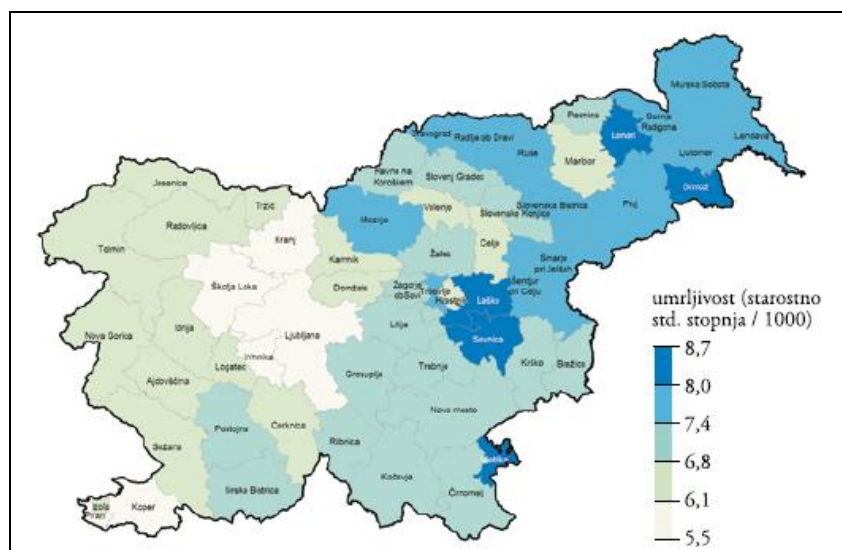 Murska Sobota
Pesnica
Gornja
Radgona
Lenart
Lendava
Radlje ob Dravi
Ruše
Maribor
Ljutomer
Ormož
Ravne na
Koroškem
Slovenj Gradec
Slovenska Bistrica
Ptuj
Jesenice
Tržič
Mozirje
Velenje
Slovenske Konjice
Radovljica
Kranj
Celje
Tolmin
Kamnik
Žalec
Šmarje
pri Jelšah
Škofja Loka
Domžale
Zagorje
ob Savi
Trbovlje
Hrastnik
Laško
Šentjur
pri Celju
Nova Gorica
Idrija
Ljubljana
Litija
Sevnica
Vrhnika
Logatec
Grosuplje
Trebnje
Krško
Brežice
Ajdovščina
Novo mesto
Postojna
Cerknica
Ribnica
Sežana
Ilirska Bistrica
Kočevje
Črnomelj
Izola
Piran
Koper
umrljivost (starostno
std. stopnja / 1000)
8,7
8,0
7,4
6,8
6,1
5,5